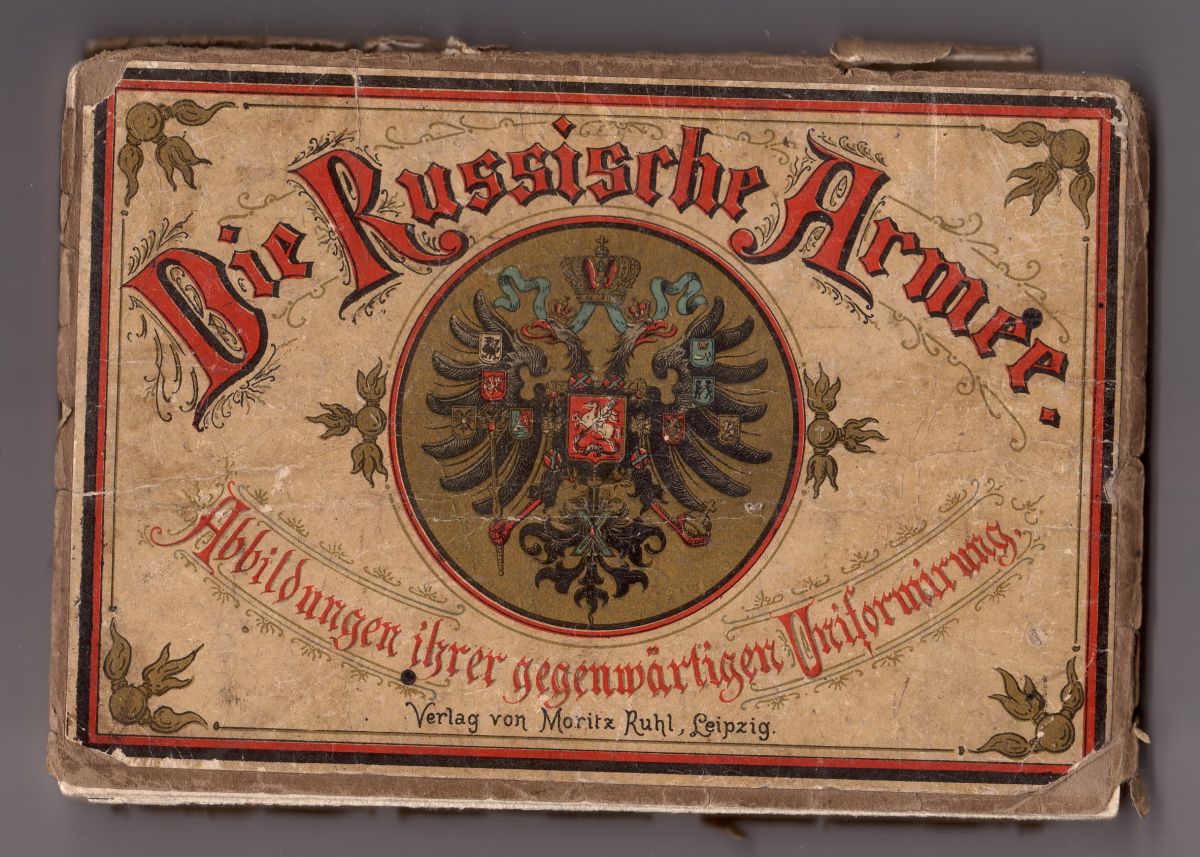 Die Russische Armee.
Abbildungen ihrer gegenwärtigen Uniformirung.
Verlag von Moritz Ruhl, Leipzig.